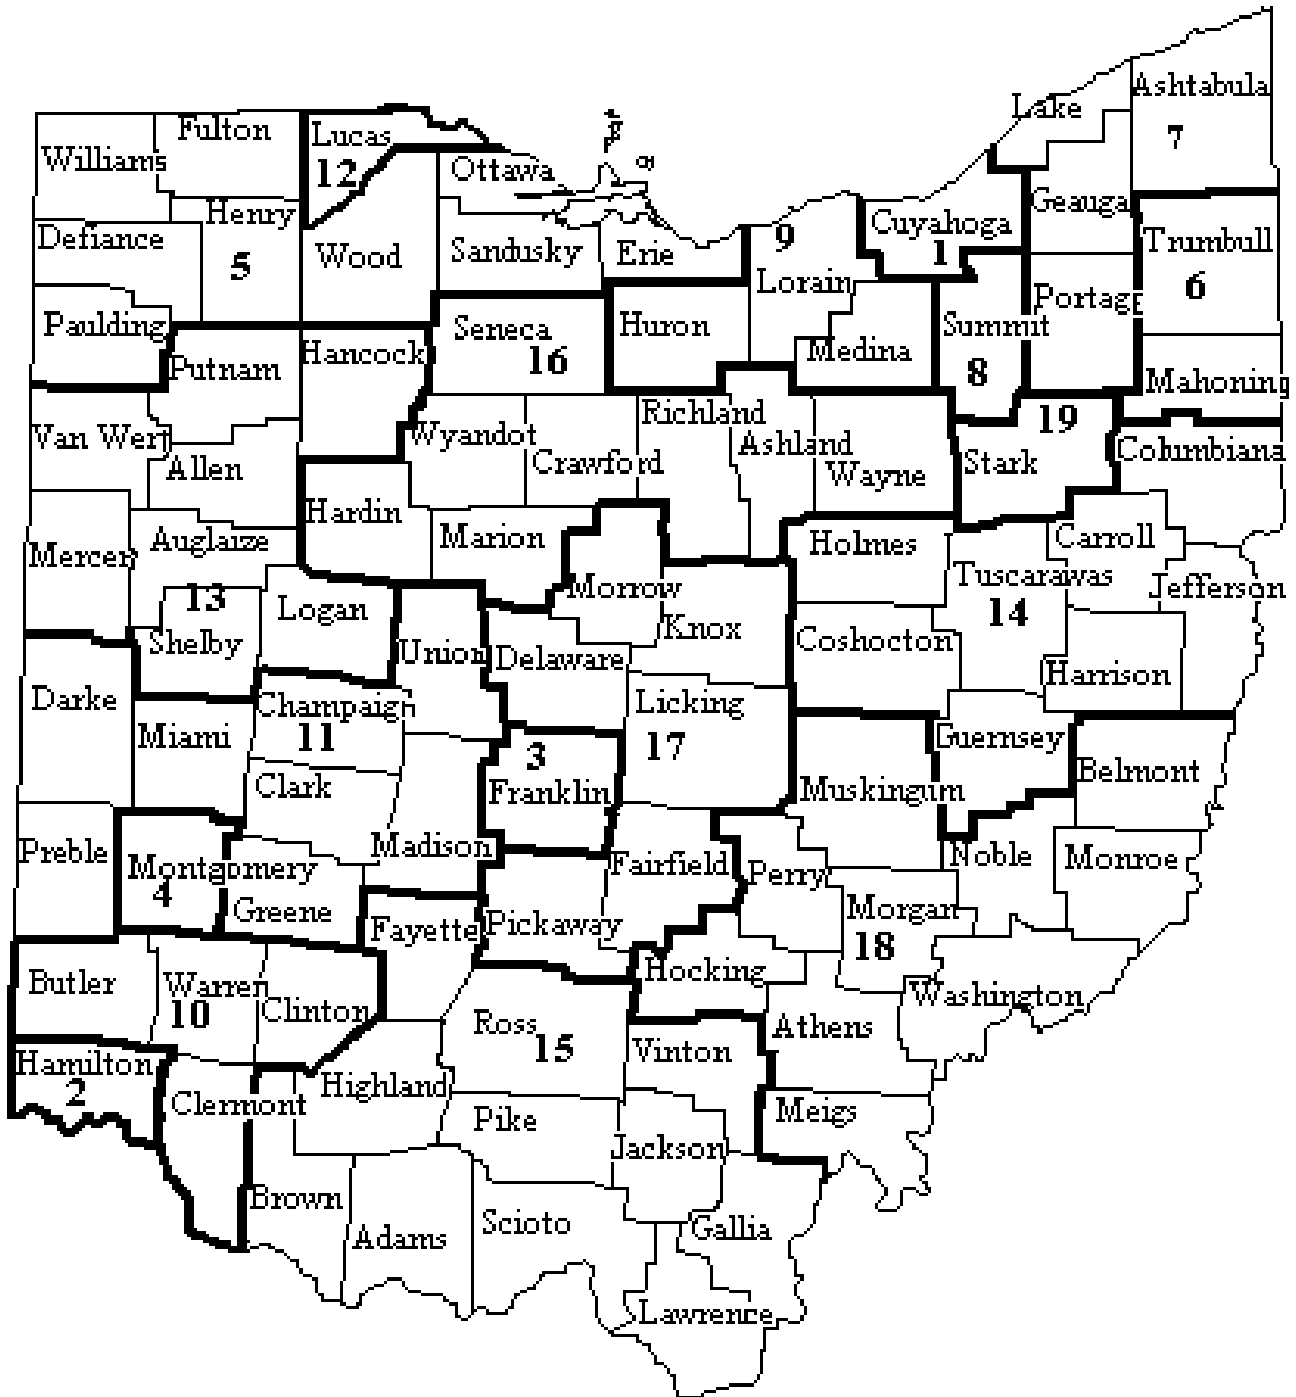 Lake
Ashtabula
7
Fulton
Lucas
Williams
12
Ottawa
Geauga
Henry
Cuyahoga
Defiance
9
Trumbull
Wood
Sandusky
Erie
1
5
Lorain
6
Portage
Paulding
Seneca
Huron
Summit
Hancock
16
Medina
Putnam
8
Mahoning
Richland
19
Van Wert
Wyandot
Ashland
Columbiana
Crawford
Stark
Allen
Wayne
Hardin
Marion
Holmes
Carroll
Auglaize
Mercer
Tuscarawas
Morrow
Jefferson
13
Logan
14
Knox
Shelby
Union
Delaware
Coshocton
Harrison
Darke
Champaign
Licking
Miami
11
3
17
Guernsey
Clark
Franklin
Muskingum
Belmont
Preble
Madison
Montgomery
Fairfield
Perry
Noble
Monroe
4
Greene
Fayette
Pickaway
Morgan
18
Butler
Warren
Hocking
Clinton
Washington
10
Ross
15
Athens
Hamilton
Vinton
2
Clermont
Highland
Pike
Meigs
Jackson
Brown
Adams
Scioto
Gallia
Lawrence